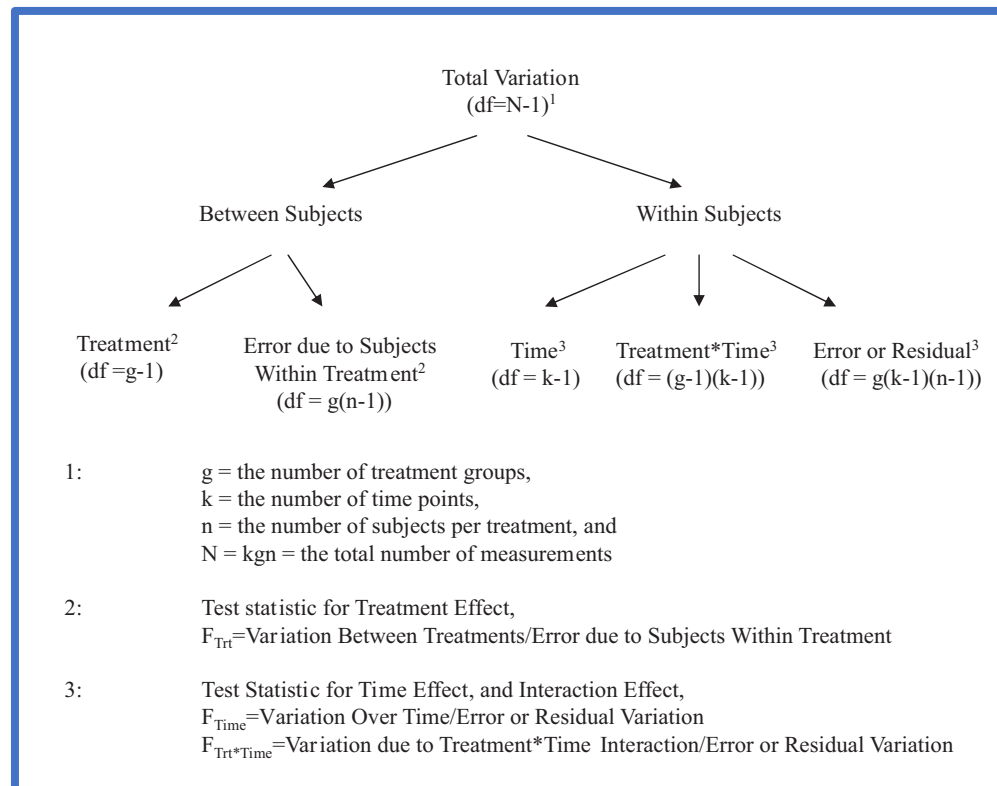 Total Variation
(df=N-1)1
Between Subjects
Within Subjects
Treatment2
(df =g-1)
Error due to Subjects
Within Treatment2
(df = g(n-1))
Time3
(df = k-1)
Treatment*Time3
(df = (g-1)(k-1))
Error or Residual3
(df = g(k-1)(n-1))
1: g = the number of treatment groups,
k = the number of time points,
n = the number of subjects per treatment, and
N = kgn = the total number of measurements
2: Test statistic for Treatment Effect,
FTrt=Variation Between Treatments/Error due to Subjects Within Treatment
3: Test Statistic for Time Effect, and Interaction Effect,
FTime=Variation Over Time/Error or Residual Variation
FTrt*Time=Variation due to Treatment*Time Interaction/Error or Residual Variation